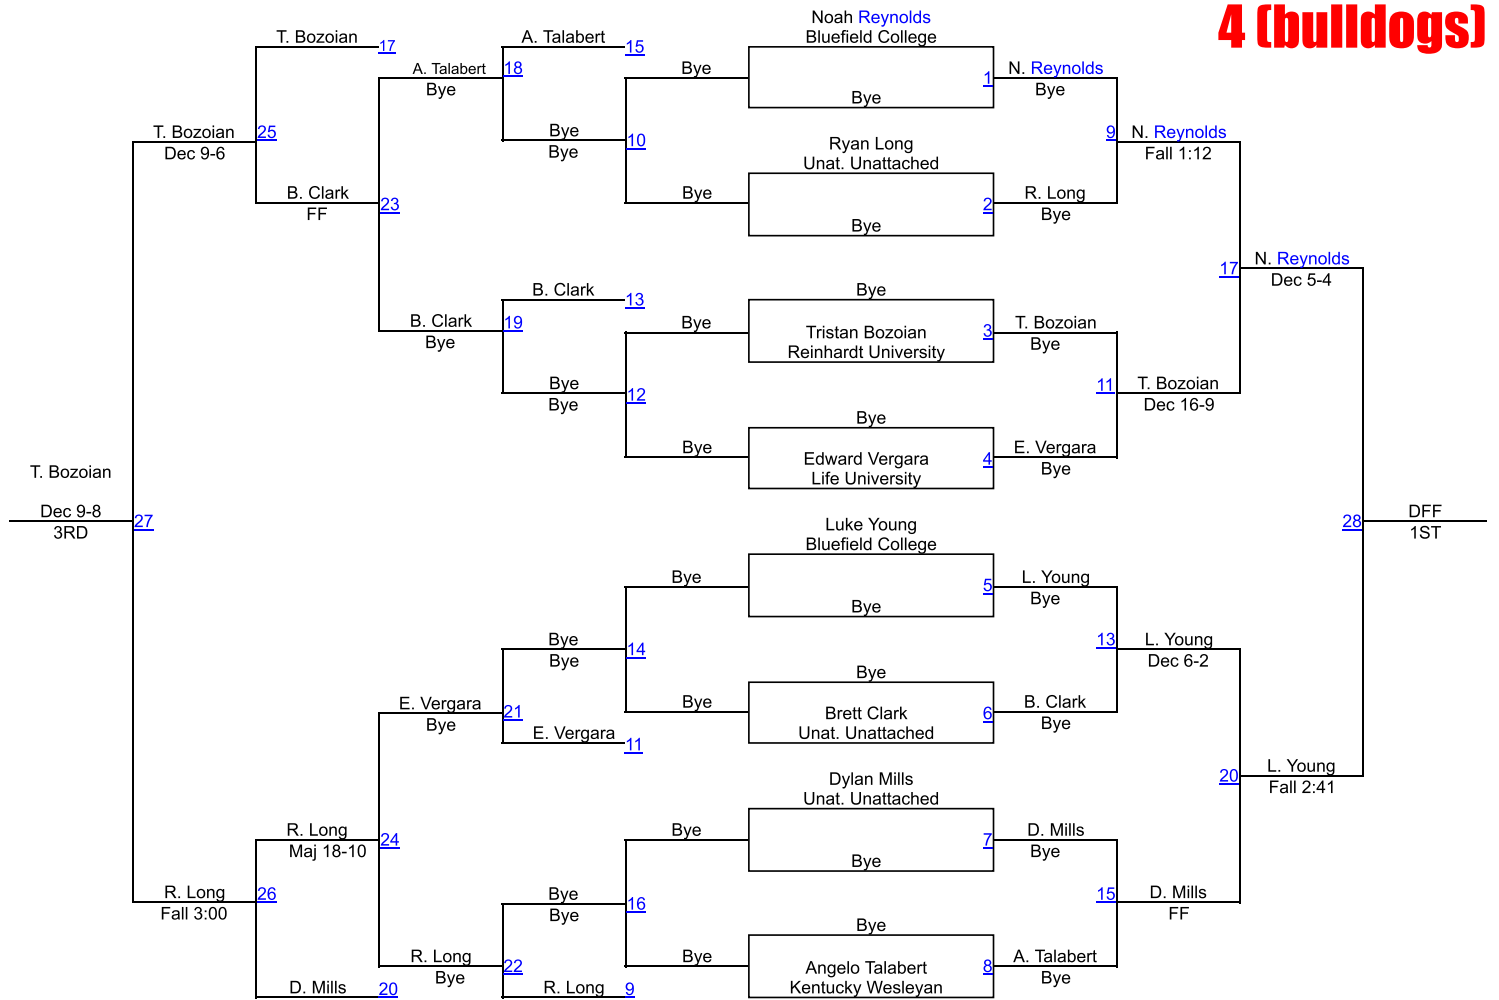 4 (bulldogs)
Noah Reynolds
Bluefield College
T. Bozoian 17
A. Talabert 15
A. Talabert 18
Bye
Bye
1
N. Reynolds
Bye
Bye
T. Bozoian 25
Dec 9-6
Bye
Bye
10
Ryan Long
Unat. Unattached
9
N. Reynolds
Fall 1:12
B. Clark
FF
23
Bye
2
R. Long
Bye
Bye
17
N. Reynolds
Dec 5-4
B. Clark 13
Bye
B. Clark 19
Bye
Bye
Tristan Bozoian
Reinhardt University
3
T. Bozoian
Bye
Bye
Bye
12
11
T. Bozoian
Dec 16-9
Bye
Bye
Edward Vergara
Life University
4
E. Vergara
Bye
T. Bozoian
Dec 9-8
3RD
27
28
DFF
1ST
Luke Young
Bluefield College
Bye
5
L. Young
Bye
Bye
Bye
Bye
14
13
L. Young
Dec 6-2
E. Vergara 21
Bye
Bye
Bye
Brett Clark
Unat. Unattached
6
B. Clark
Bye
E. Vergara 11
20
L. Young
Fall 2:41
Dylan Mills
Unat. Unattached
R. Long 24
Maj 18-10
Bye
7
D. Mills
Bye
Bye
R. Long 26
Fall 3:00
Bye
Bye
16
15
D. Mills
FF
Bye
R. Long 22
Bye
Bye
Angelo Talabert
Kentucky Wesleyan
8
A. Talabert
Bye
D. Mills 20
R. Long 9